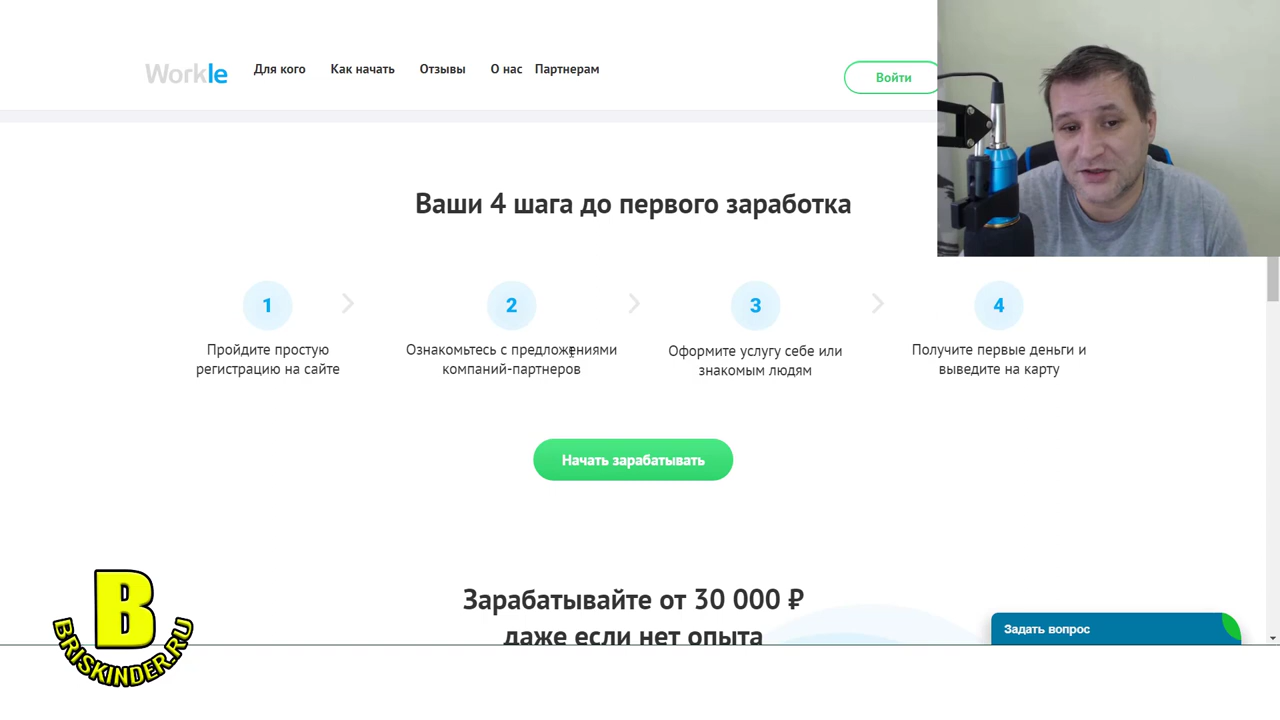 Workle
Для кого
Как начать
Отзывы
О нас
Партнерам
Войти
Ваши 4 шага до первого заработка
1
2
3
4
Пройдите простую
регистрацию на сайте
Ознакомьтесь с предложениями
компаний-партнеров
Оформите услугу себе или
знакомым людям
Получите первые деньги и
выведите на карту
Начать зарабатывать
Зарабатывайте от 30 000 ₽
даже если нет опыта
Задать вопрос
B
BRISKINDER.RU